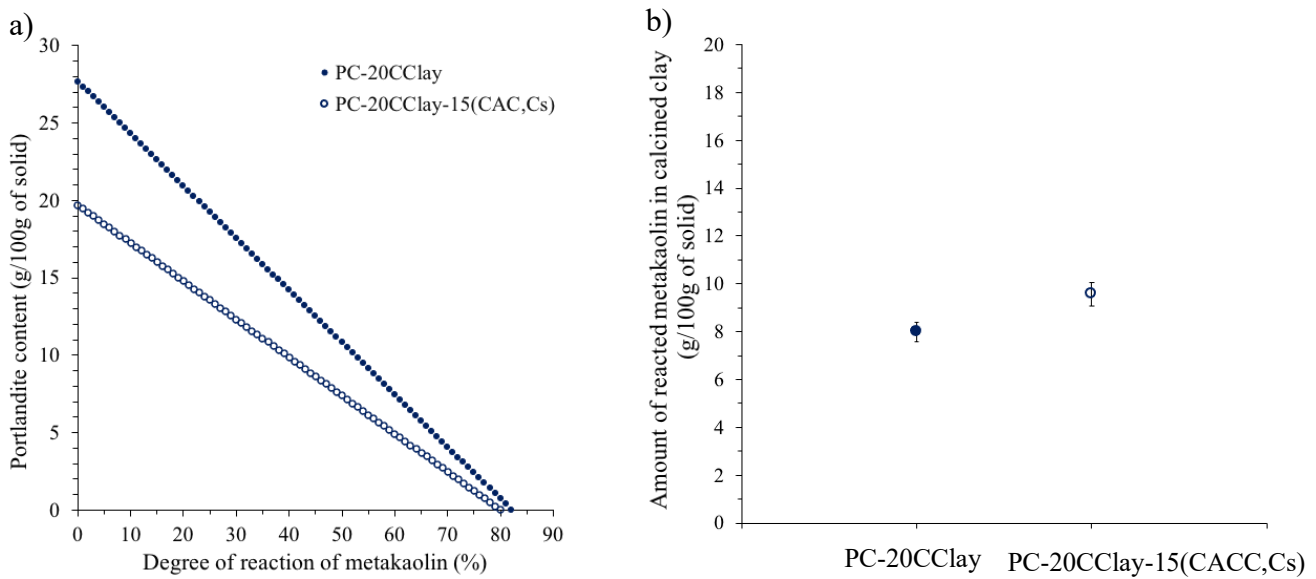 a)
Portlandite content (g/100g of solid)
30
25
20
15
10
5
0
PC-20CClay
PC-20CClay-15(CAC,Cs)
0 10 20 30 40 50 60 70 80 90
Degree of reaction of metakaolin (%)
b)
Amount of reacted metakaolin in calcined clay
(g/100g of solid)
20
18
16
14
12
10
8
6
4
2
0
PC-20CClay PC-20CClay-15(CACC,Cs)